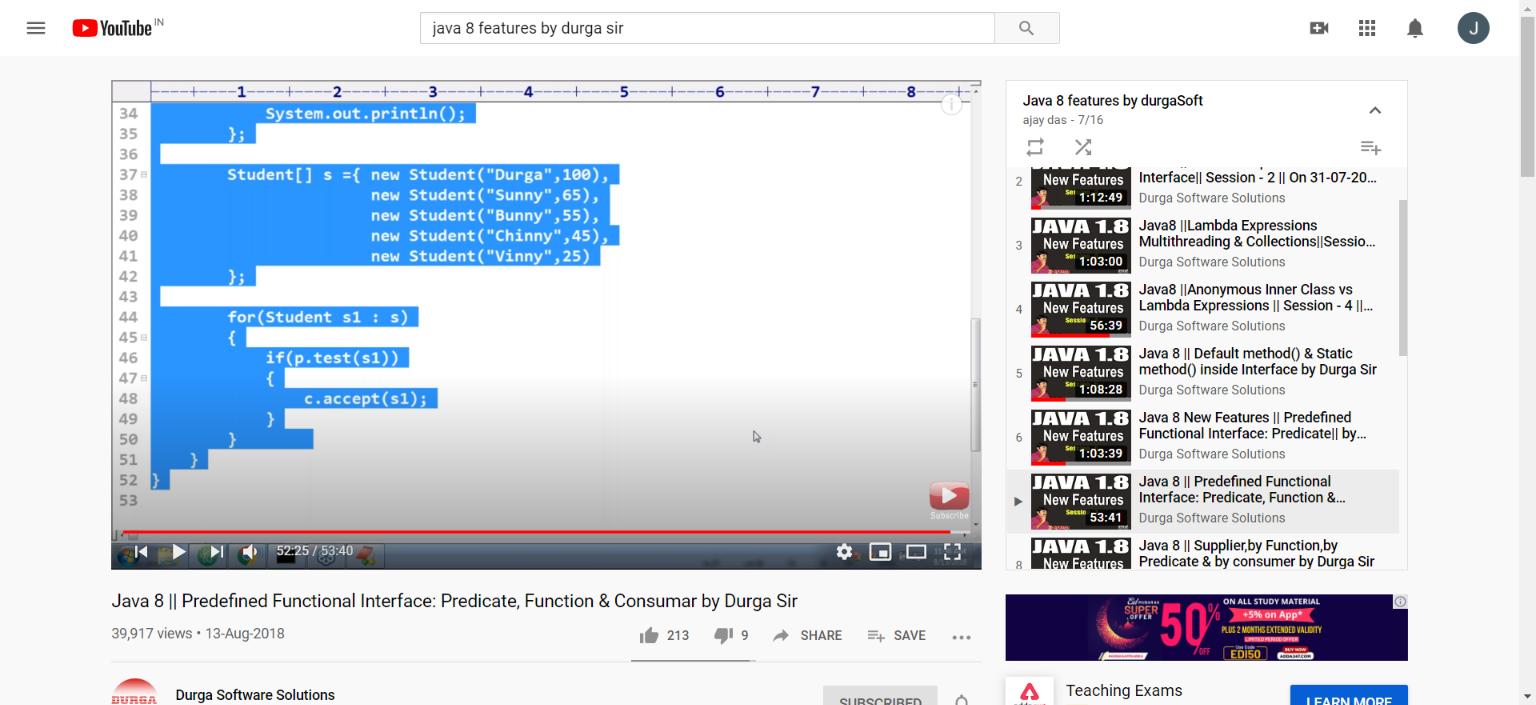 YouTube IN
java 8 features by durga sir
J
----+----1----+----2----+----3----+----4----+----5----+----6----+----7----+----8----+-
34 System.out.println();
35 };
36
37 Student[] s ={ new Student("Durga",100),
38 new Student("Sunny",65),
39 new Student("Bunny",55),
40 new Student("Chinny",45),
41 new Student("Vinny",25)
42 };
43
44 for(Student s1 : s)
45 {
46 if(p.test(s1))
47 {
48 c.accept(s1);
49 }
50 }
51 }
52 }
53
Subscribe
52:25 / 53:40
Java 8 || Predefined Functional Interface: Predicate, Function & Consumar by Durga Sir
39,917 views • 13-Aug-2018
213
9
SHARE
SAVE
DURGA
Durga Software Solutions
SUBSCRIBED
Java 8 features by durgaSoft
ajay das - 7/16
2
New Features
1:12:49
Interface|| Session - 2 || On 31-07-20...
Durga Software Solutions
3
JAVA 1.8
New Features
1:03:00
Java8 ||Lambda Expressions
Multithreading & Collections||Sessio...
Durga Software Solutions
4
JAVA 1.8
New Features
56:39
Java8 ||Anonymous Inner Class vs
Lambda Expressions || Session - 4 ||...
Durga Software Solutions
5
JAVA 1.8
New Features
1:08:28
Java 8 || Default method() & Static
method() inside Interface by Durga Sir
Durga Software Solutions
6
JAVA 1.8
New Features
1:03:39
Java 8 New Features || Predefined
Functional Interface: Predicate|| by...
Durga Software Solutions
JAVA 1.8
New Features
53:41
Java 8 || Predefined Functional
Interface: Predicate, Function &...
Durga Software Solutions
8
JAVA 1.8
New Features
Java 8 || Supplier,by Function,by
Predicate & by consumer by Durga Sir
Eid MUBARAK
SUPER
OFFER
50% OFF
ON ALL STUDY MATERIAL
+5% on App*
PLUS 2 MONTHS EXTENDED VALIDITY
LIMITED PERIOD OFFER
Use Code
EDI50
BUY NOW
ADDA247.COM
Teaching Exams
LEARN MORE